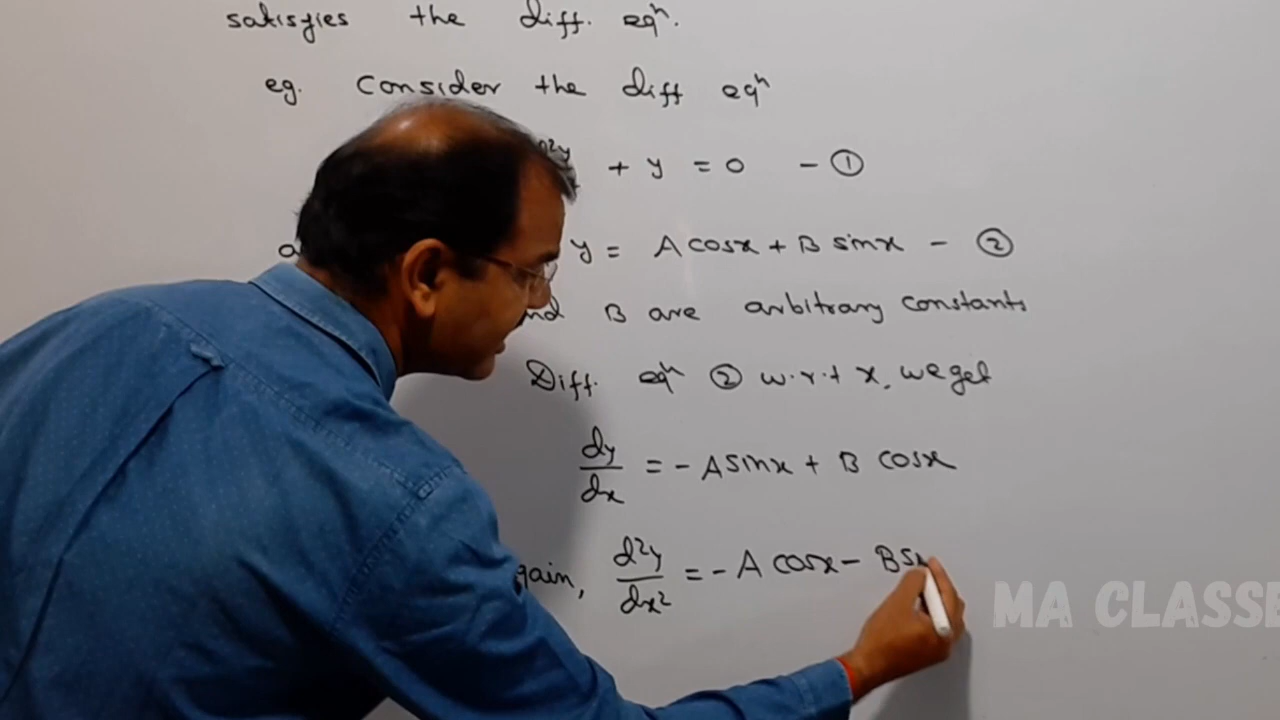 satisfies the diff. eqⁿ.
eg. Consider the diff eqⁿ
+ y = 0 - ①
y = A cosx + B sinx - ②
B are arbitrary constants
Diff. eqⁿ ② w.r.t x, we get
dy/dx = - A sinx + B cosx
d²y/dx² = - A cosx - B
MA CLASSE